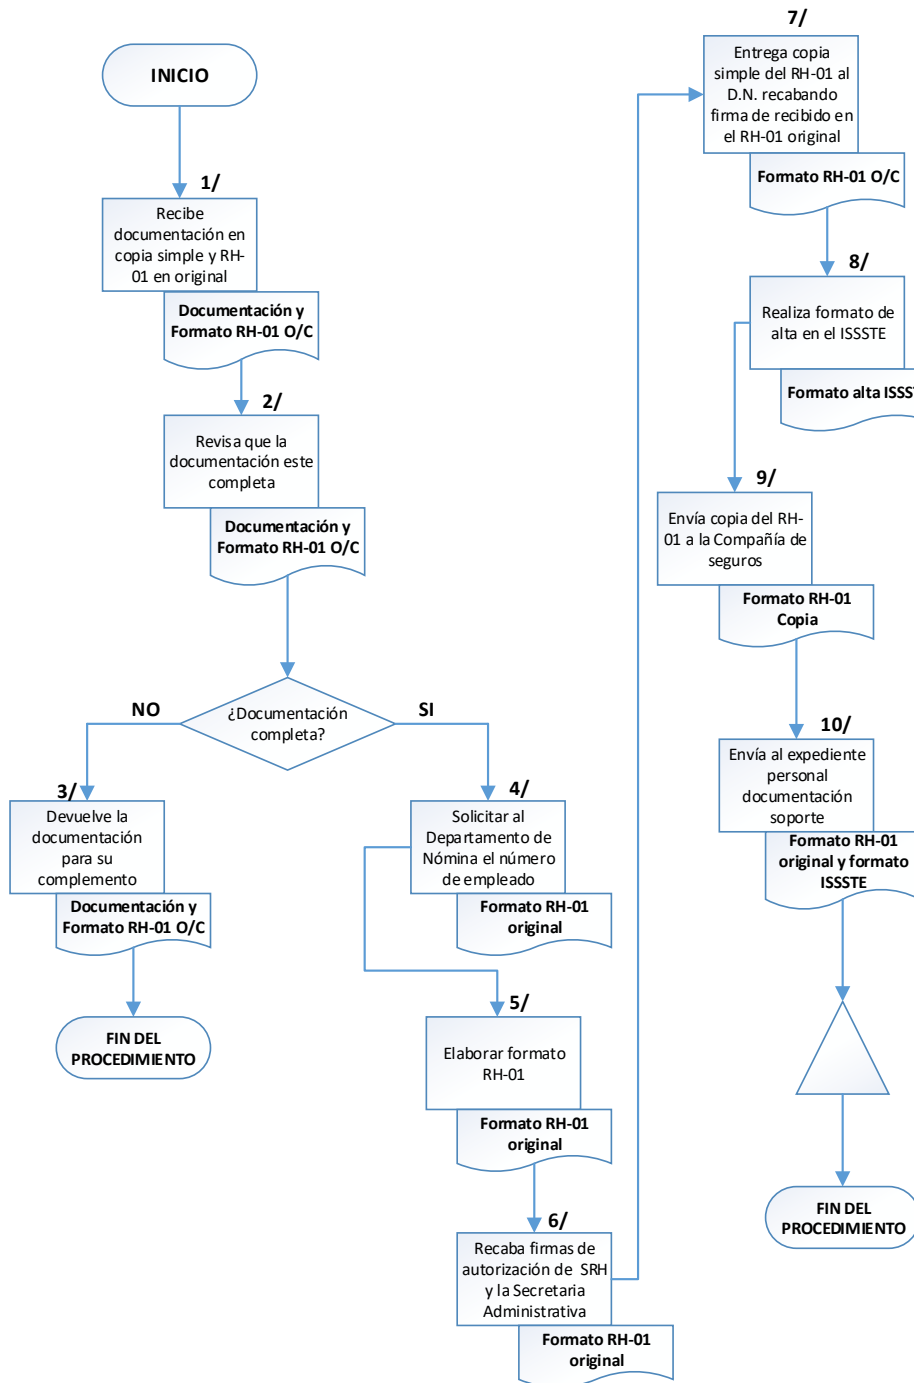 INICIO
1/
Recibe
documentación en
copia simple y RH-
01 en original
Documentación y
Formato RH-01 O/C
2/
Revisa que la
documentación este
completa
Documentación y
Formato RH-01 O/C
¿Documentación
completa?
NO
SI
3/
Devuelve la
documentación
para su
complemento
Documentación y
Formato RH-01 O/C
FIN DEL
PROCEDIMIENTO
4/
Solicitar al
Departamento de
Nómina el número
de empleado
Formato RH-01
original
5/
Elaborar formato
RH-01
Formato RH-01
original
6/
Recaba firmas de
autorización de SRH
y la Secretaria
Administrativa
Formato RH-01
original
7/
Entrega copia
simple del RH-01 al
D.N. recabando
firma de recibido en
el RH-01 original
Formato RH-01 O/C
8/
Realiza formato de
alta en el ISSSTE
Formato alta ISSST
9/
Envía copia del RH-
01 a la Compañía de
seguros
Formato RH-01
Copia
10/
Envía al expediente
personal
documentación
soporte
Formato RH-01
original y formato
ISSSTE
FIN DEL
PROCEDIMIENTO